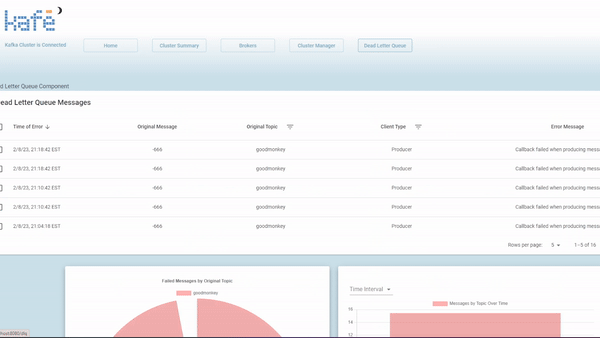 kafé
Kafka Cluster is Connected Home Cluster Summary Brokers Cluster Manager Dead Letter Queue
d Letter Queue Component
ead Letter Queue Messages
Time of Error Original Message Original Topic Client Type Error Message
2/8/23, 21:18:42 EST -666 goodmonkey Producer Callback failed when producing messa
2/8/23, 21:18:42 EST -666 goodmonkey Producer Callback failed when producing messa
2/8/23, 21:10:42 EST -666 goodmonkey Producer Callback failed when producing messa
2/8/23, 21:10:42 EST -666 goodmonkey Producer Callback failed when producing messa
2/8/23, 21:04:18 EST -666 goodmonkey Producer Callback failed when producing messa
Rows per page: 5 1–5 of 16
Failed Messages by Original Topic
goodmonkey
Time Interval
Messages by Topic Over Time
16
14
12